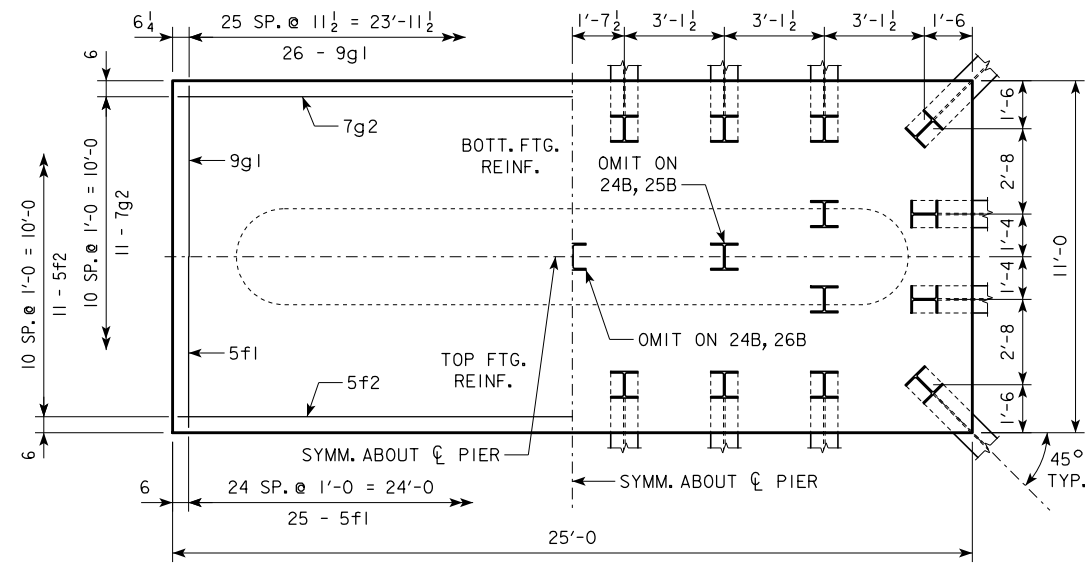 6 1/4
25 SP. @ 11 1/2 = 23'-11 1/2
26 - 9g1
1'-7 1/2
3'-1 1/2
3'-1 1/2
3'-1 1/2
1'-6
6
7g2
9g1
BOTT. FTG.
REINF.
OMIT ON
24B, 25B
1'-6
2'-8
1'-4
1'-4
2'-8
1'-6
11'-0
10 SP. @ 1'-0 = 10'-0
11 - 5f2
10 SP. @ 1'-0 = 10'-0
11 - 7g2
OMIT ON 24B, 26B
5f1
TOP FTG.
REINF.
5f2
6
SYMM. ABOUT ℄ PIER
SYMM. ABOUT ℄ PIER
45°
TYP.
6
24 SP. @ 1'-0 = 24'-0
25 - 5f1
25'-0